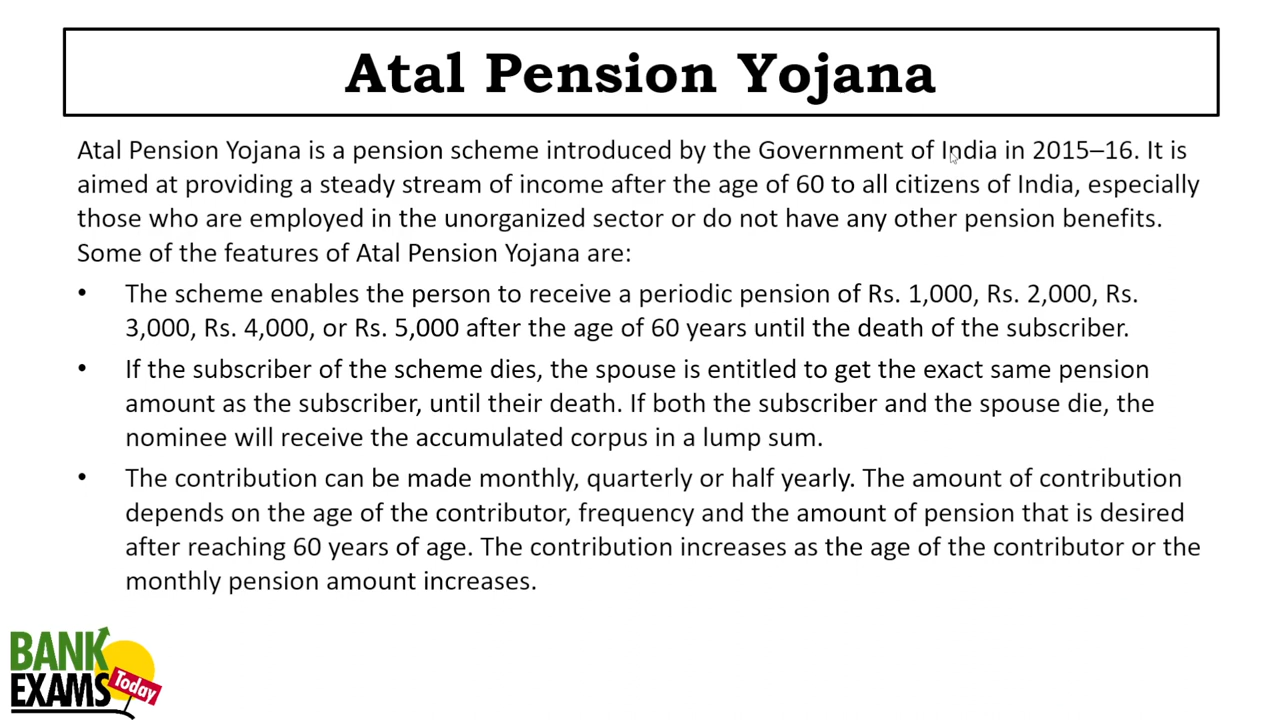 Atal Pension Yojana
Atal Pension Yojana is a pension scheme introduced by the Government of India in 2015–16. It is
aimed at providing a steady stream of income after the age of 60 to all citizens of India, especially
those who are employed in the unorganized sector or do not have any other pension benefits.
Some of the features of Atal Pension Yojana are:
• The scheme enables the person to receive a periodic pension of Rs. 1,000, Rs. 2,000, Rs.
3,000, Rs. 4,000, or Rs. 5,000 after the age of 60 years until the death of the subscriber.
• If the subscriber of the scheme dies, the spouse is entitled to get the exact same pension
amount as the subscriber, until their death. If both the subscriber and the spouse die, the
nominee will receive the accumulated corpus in a lump sum.
• The contribution can be made monthly, quarterly or half yearly. The amount of contribution
depends on the age of the contributor, frequency and the amount of pension that is desired
after reaching 60 years of age. The contribution increases as the age of the contributor or the
monthly pension amount increases.
BANK
EXAMS
Today